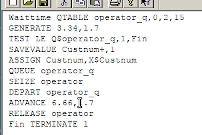 Waittime QTABLE operator_q,0,2,15
GENERATE 3.34,1.7
TEST LE Q$operator_q,1,Fin
SAVEVALUE Custnum+,1
ASSIGN Custnum,X$Custnum
QUEUE operator_q
SEIZE operator
DEPART operator_q
ADVANCE 6.66,1.7
RELEASE operator
Fin TERMINATE 1